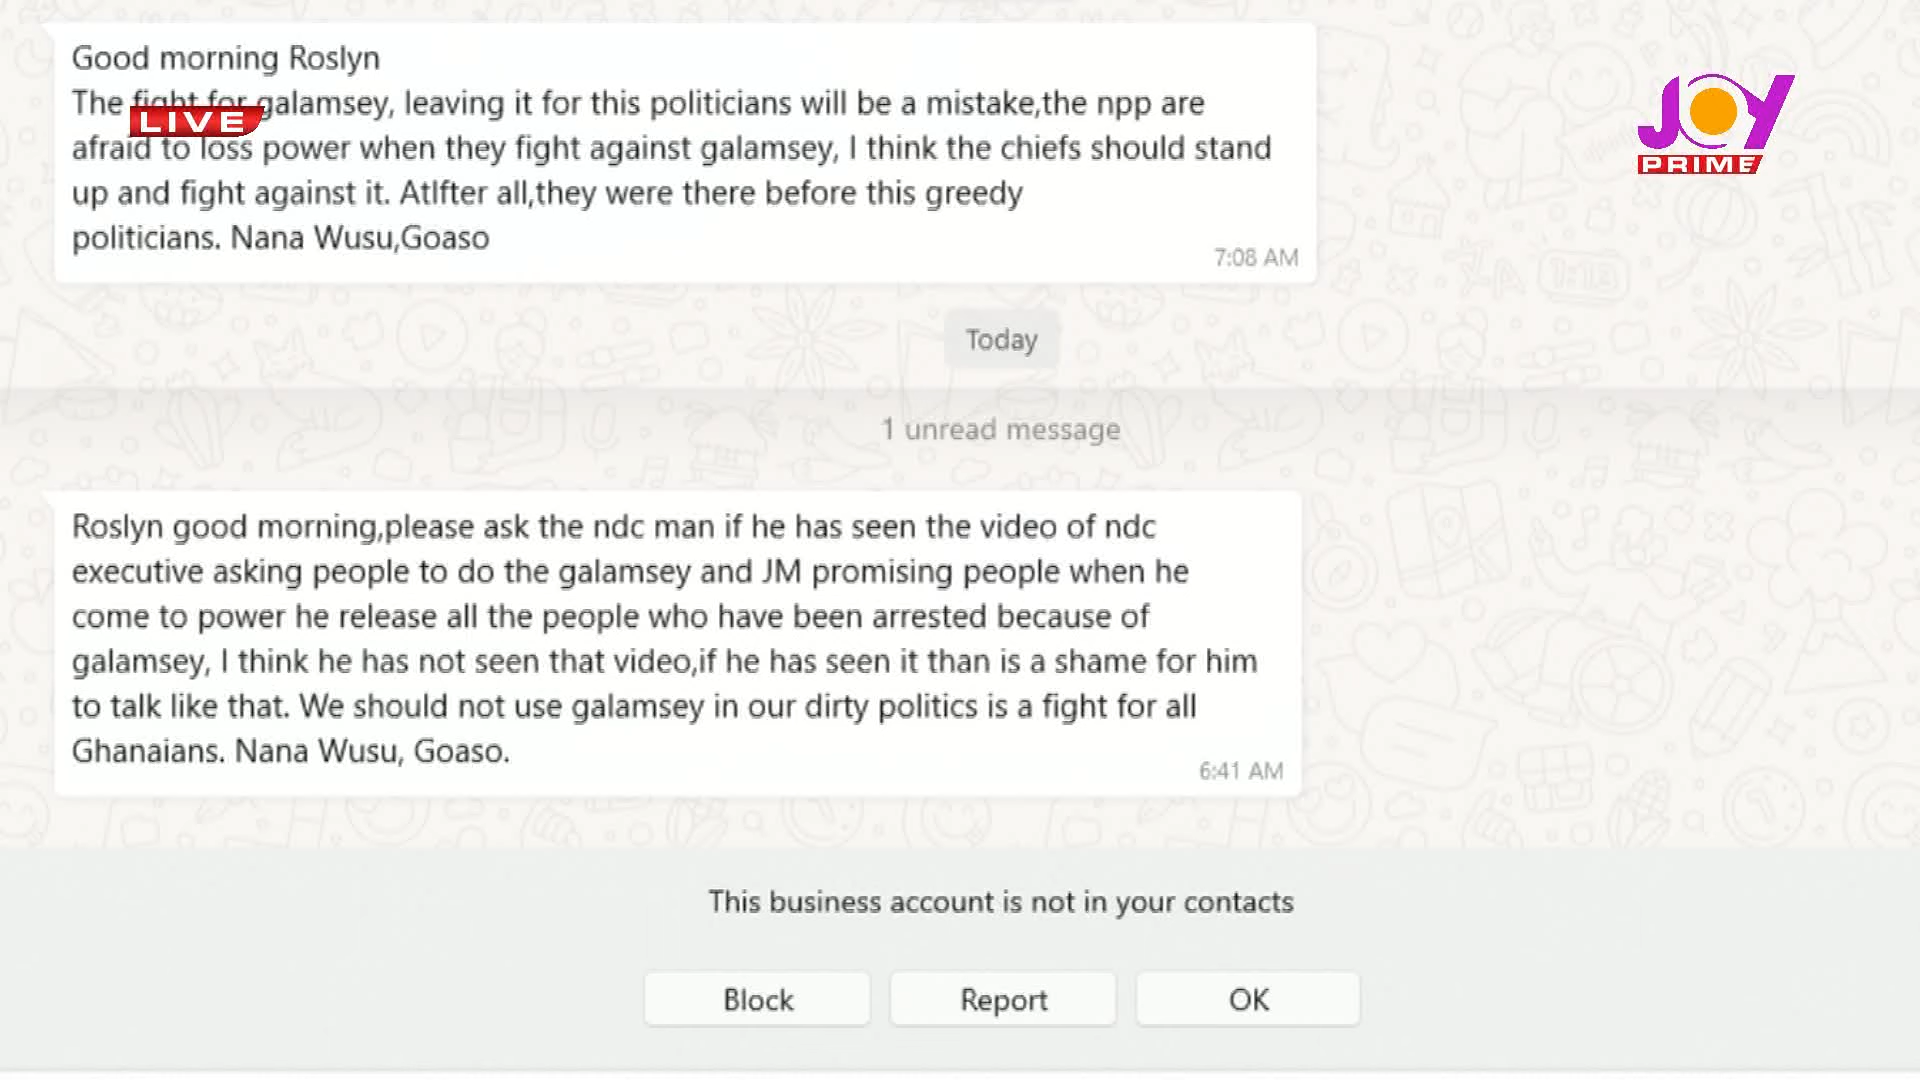 Good morning Roslyn
The fight for galamsey, leaving it for this politicians will be a mistake,the npp are
LIVE
afraid to loss power when they fight against galamsey, I think the chiefs should stand
up and fight against it. Atlfter all,they were there before this greedy
politicians. Nana Wusu,Goaso
7:08 AM
JOY
PRIME
Today
1 unread message
Roslyn good morning,please ask the ndc man if he has seen the video of ndc
executive asking people to do the galamsey and JM promising people when he
come to power he release all the people who have been arrested because of
galamsey, I think he has not seen that video,if he has seen it than is a shame for him
to talk like that. We should not use galamsey in our dirty politics is a fight for all
Ghanaians. Nana Wusu, Goaso.
6:41 AM
This business account is not in your contacts
Block
Report
OK